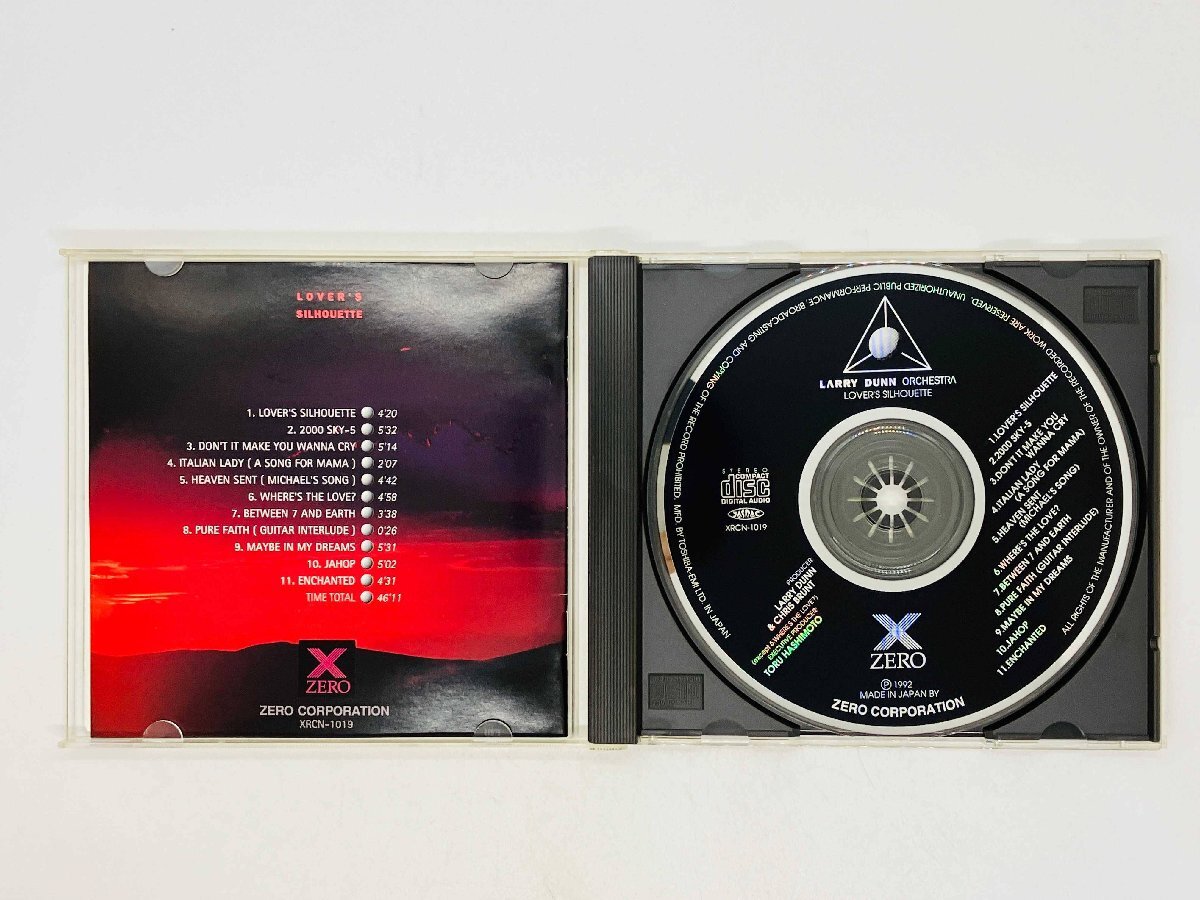 LOVER'S
SILHOUETTE
1. LOVER'S SILHOUETTE 4'20
2. 2000 SKY-5 5'32
3. DON'T IT MAKE YOU WANNA CRY 5'14
4. ITALIAN LADY ( A SONG FOR MAMA ) 2'07
5. HEAVEN SENT ( MICHAEL'S SONG ) 4'42
6. WHERE'S THE LOVE? 4'58
7. BETWEEN 7 AND EARTH 3'38
8. PURE FAITH ( GUITAR INTERLUDE ) 0'26
9. MAYBE IN MY DREAMS 5'31
10. JAHOP 5'02
11. ENCHANTED 4'31
TIME TOTAL 46'11
X
ZERO
ZERO CORPORATION
XRCN-1019
LARRY DUNN ORCHESTRA
LOVER'S SILHOUETTE
1.LOVER'S SILHOUETTE
2.2000 SKY-5
3.DON'T IT MAKE YOU
WANNA CRY
4.ITALIAN LADY
(A SONG FOR MAMA)
5.HEAVEN SENT
(MICHAEL'S SONG)
6.WHERE'S THE LOVE?
7.BETWEEN 7 AND EARTH
8.PURE FAITH (GUITAR INTERLUDE)
9.MAYBE IN MY DREAMS
10.JAHOP
11.ENCHANTED
STEREO
COMPACT
disc
DIGITAL AUDIO
JASRAC
XRCN-1019
PRODUCER
LARRY DUNN
& CHRIS BRUNT
(except 6.WHERE'S THE LOVE?)
EXECUTIVE PRODUCER
TORU HASHIMOTO
X
ZERO
Ⓟ 1992
MADE IN JAPAN BY
ZERO CORPORATION
ALL RIGHTS OF THE MANUFACTURER AND OF THE OWNER OF THE RECORDED WORK ARE RESERVED. UNAUTHORIZED PUBLIC PERFORMANCE BROADCASTING AND COPYING OF THE RECORD PROHIBITED. MFD. BY TOSHIBA-EMI LTD. IN JAPAN